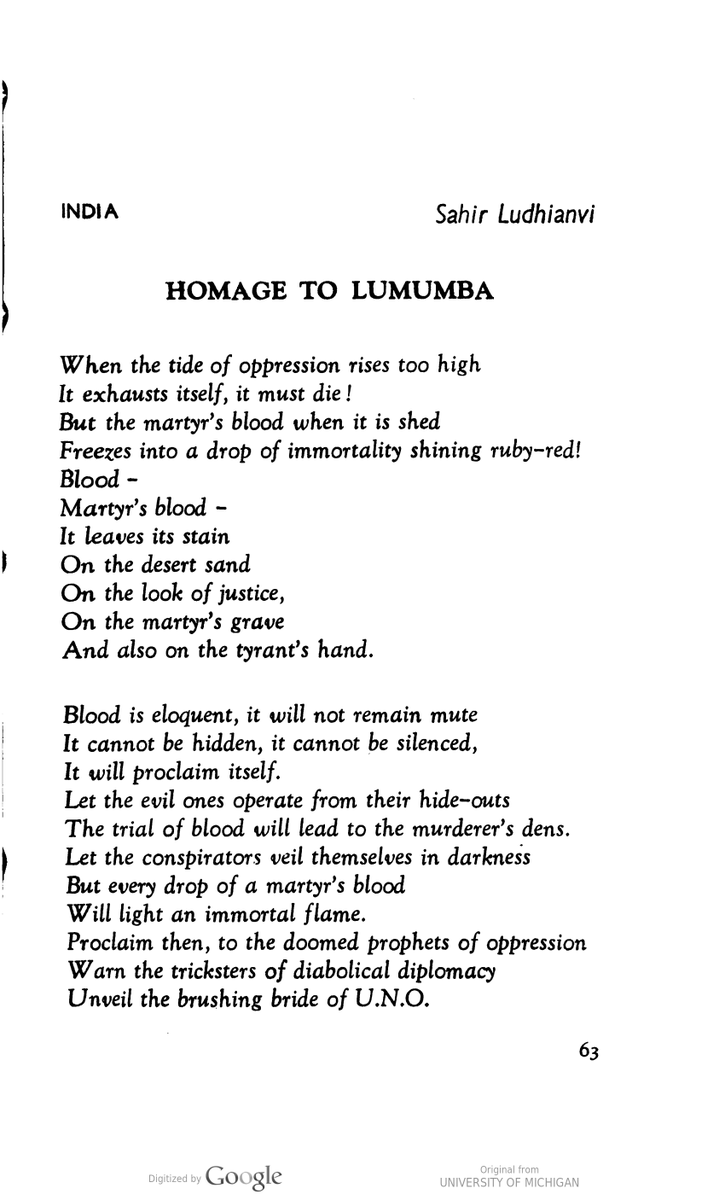 INDIA
Sahir Ludhianvi
HOMAGE TO LUMUMBA
When the tide of oppression rises too high
It exhausts itself, it must die!
But the martyr's blood when it is shed
Freezes into a drop of immortality shining ruby-red!
Blood -
Martyr's blood -
It leaves its stain
On the desert sand
On the look of justice,
On the martyr's grave
And also on the tyrant's hand.
Blood is eloquent, it will not remain mute
It cannot be hidden, it cannot be silenced,
It will proclaim itself.
Let the evil ones operate from their hide-outs
The trial of blood will lead to the murderer's dens.
Let the conspirators veil themselves in darkness
But every drop of a martyr's blood
Will light an immortal flame.
Proclaim then, to the doomed prophets of oppression
Warn the tricksters of diabolical diplomacy
Unveil the brushing bride of U.N.O.
63
Digitized by Google
Original from
UNIVERSITY OF MICHIGAN